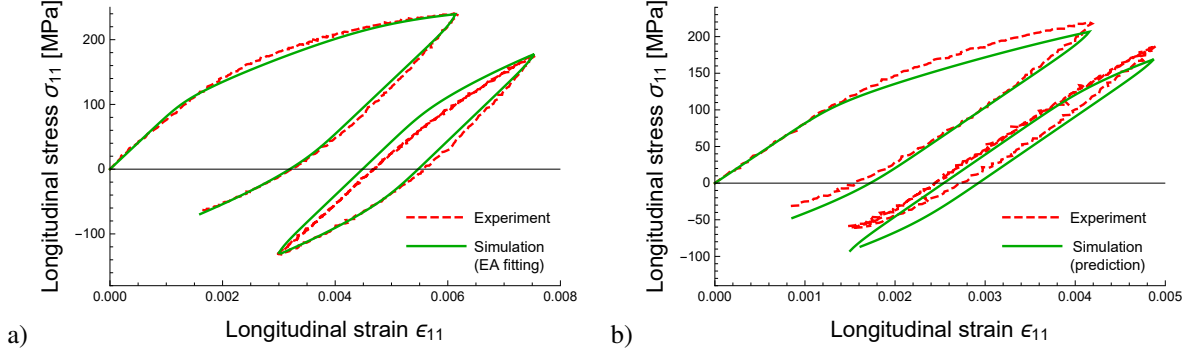 Longitudinal stress σ11 [MPa]
200
100
0
−100
0.000
0.002
0.004
0.006
0.008
Experiment
Simulation
(EA fitting)
Longitudinal strain ϵ11
a)
Longitudinal stress σ11 [MPa]
200
150
100
50
0
−50
−100
0.000
0.001
0.002
0.003
0.004
0.005
Experiment
Simulation
(prediction)
Longitudinal strain ϵ11
b)